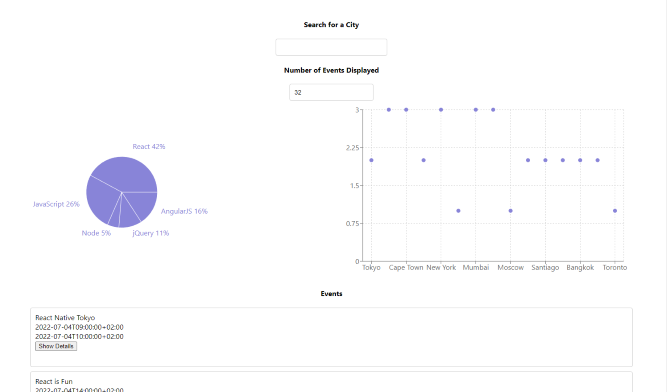 Search for a City
Number of Events Displayed
32
React 42%
JavaScript 26%
AngularJS 16%
Node 5%
jQuery 11%
3
2.25
1.5
0.75
0
Tokyo Cape Town New York Mumbai Moscow Santiago Bangkok Toronto
Events
React Native Tokyo
2022-07-04T09:00:00+02:00
2022-07-04T10:00:00+02:00
Show Details
React is Fun
2022-07-04T14:00:00+02:00